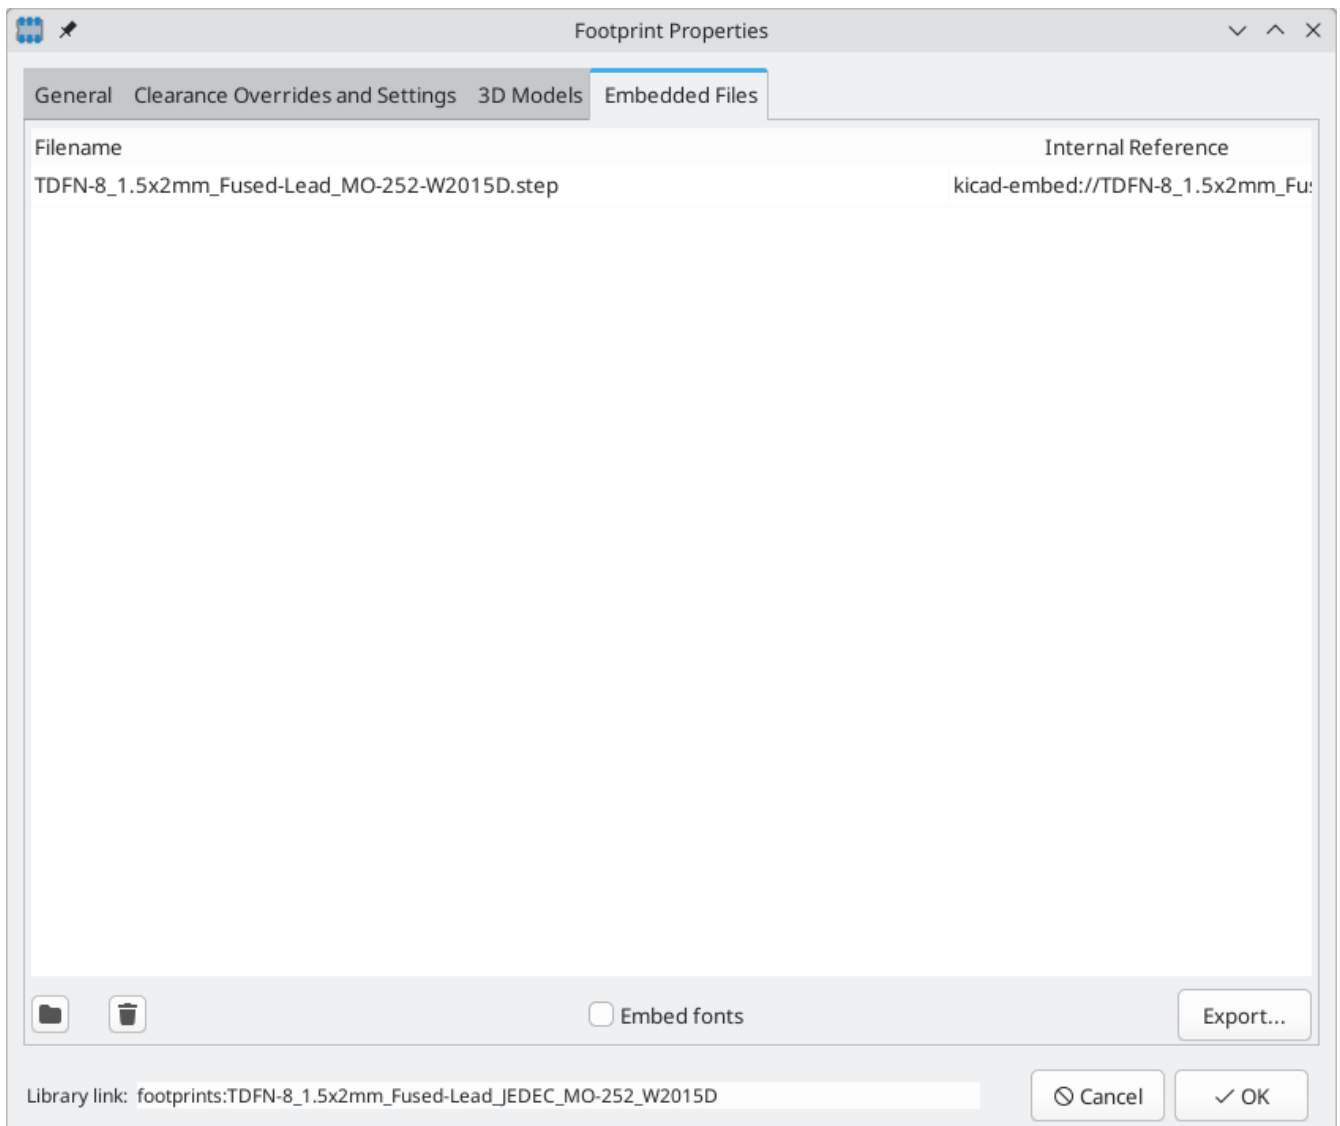 Footprint Properties
General Clearance Overrides and Settings 3D Models Embedded Files
Filename Internal Reference
TDFN-8_1.5x2mm_Fused-Lead_MO-252-W2015D.step kicad-embed://TDFN-8_1.5x2mm_Fu
Embed fonts Export...
Library link: footprints:TDFN-8_1.5x2mm_Fused-Lead_JEDEC_MO-252_W2015D Cancel OK